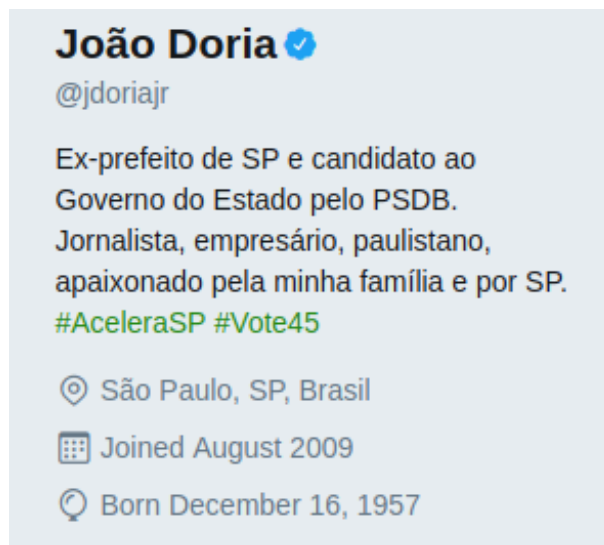 João Doria
@jdoriajr
Ex-prefeito de SP e candidato ao
Governo do Estado pelo PSDB.
Jornalista, empresário, paulistano,
apaixonado pela minha família e por SP.
#AceleraSP #Vote45
São Paulo, SP, Brasil
Joined August 2009
Born December 16, 1957